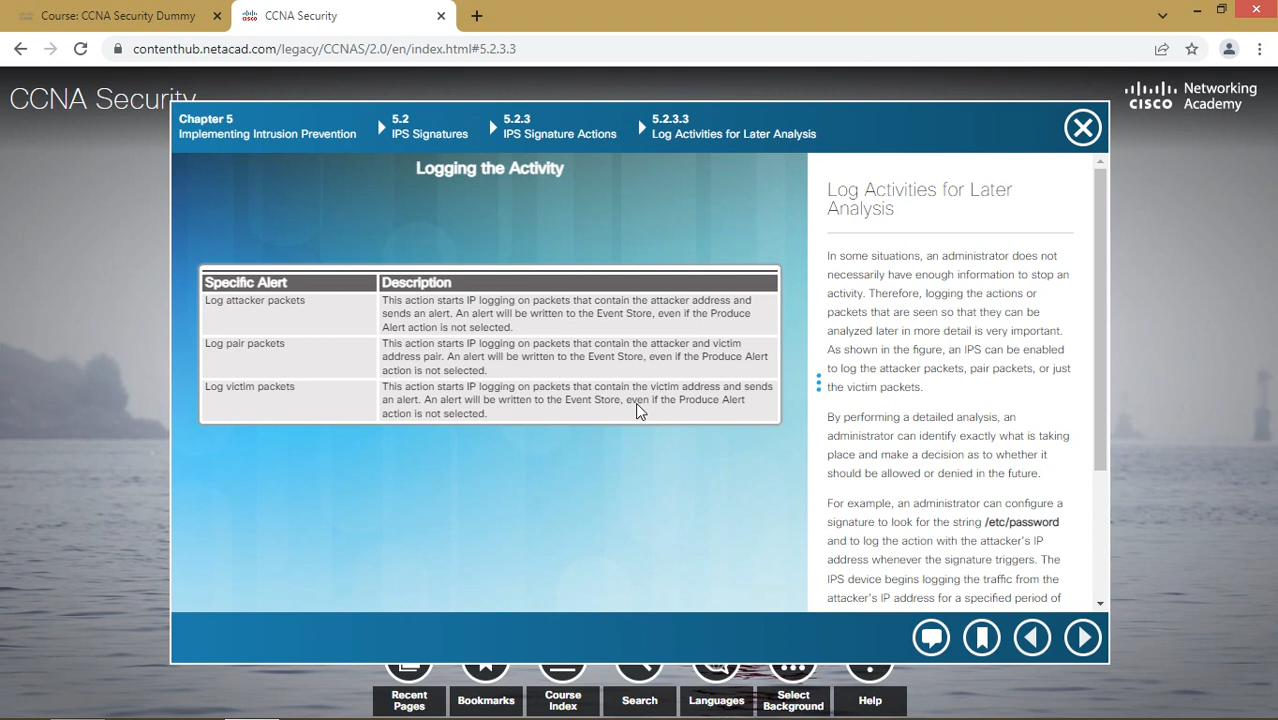 Course: CCNA Security Dummy
CCNA Security
contenthub.netacad.com/legacy/CCNAS/2.0/en/index.html#5.2.3.3
CCNA Security
Networking
CISCO Academy
Chapter 5
Implementing Intrusion Prevention
5.2
IPS Signatures
5.2.3
IPS Signature Actions
5.2.3.3
Log Activities for Later Analysis
Logging the Activity
Specific Alert Description
Log attacker packets
This action starts IP logging on packets that contain the attacker address and
sends an alert. An alert will be written to the Event Store, even if the Produce
Alert action is not selected.
Log pair packets
This action starts IP logging on packets that contain the attacker and victim
address pair. An alert will be written to the Event Store, even if the Produce Alert
action is not selected.
Log victim packets
This action starts IP logging on packets that contain the victim address and sends
an alert. An alert will be written to the Event Store, even if the Produce Alert
action is not selected.
Log Activities for Later
Analysis
In some situations, an administrator does not
necessarily have enough information to stop an
activity. Therefore, logging the actions or
packets that are seen so that they can be
analyzed later in more detail is very important.
As shown in the figure, an IPS can be enabled
to log the attacker packets, pair packets, or just
the victim packets.
By performing a detailed analysis, an
administrator can identify exactly what is taking
place and make a decision as to whether it
should be allowed or denied in the future.
For example, an administrator can configure a
signature to look for the string /etc/password
and to log the action with the attacker's IP
address whenever the signature triggers. The
IPS device begins logging the traffic from the
attacker's IP address for a specified period of
Recent
Pages
Bookmarks
Course
Index
Search
Languages
Select
Background
Help